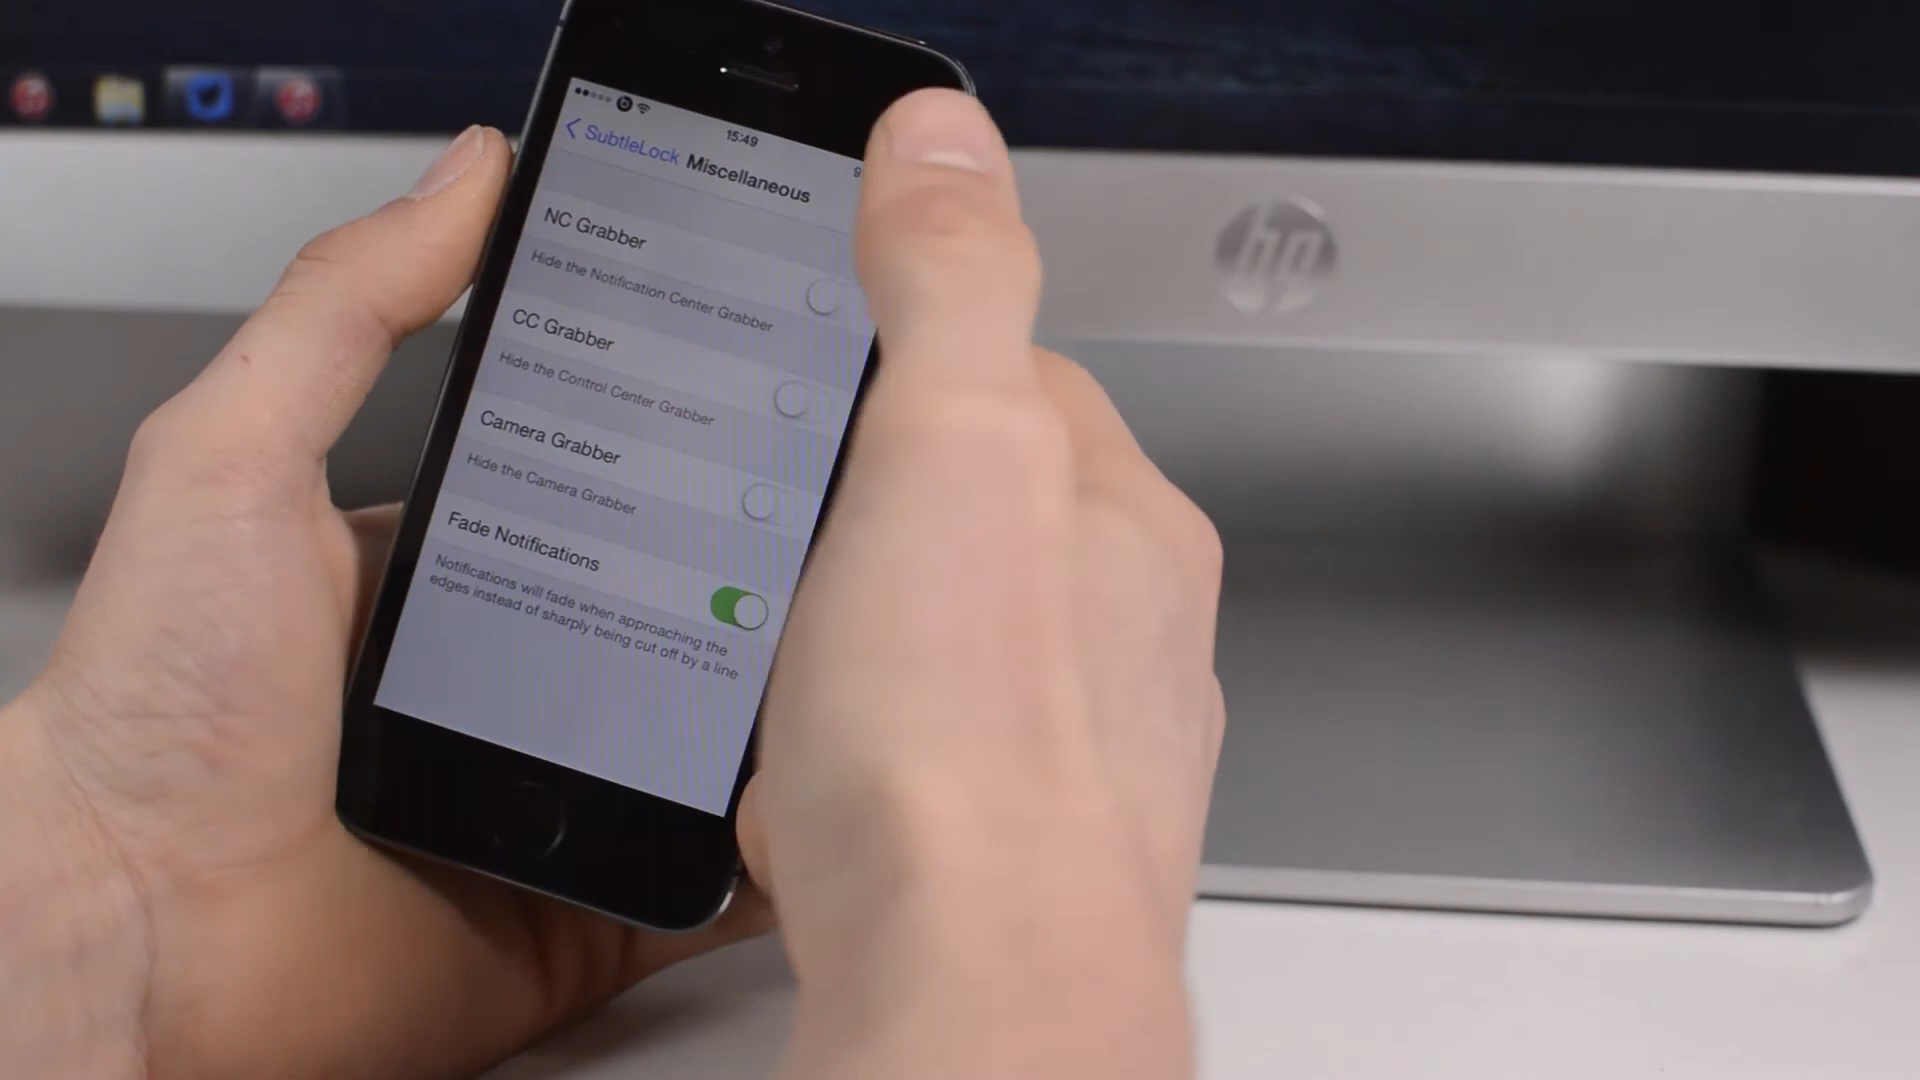 15:49
SubtleLock Miscellaneous
NC Grabber
Hide the Notification Center Grabber
CC Grabber
Hide the Control Center Grabber
Camera Grabber
Hide the Camera Grabber
Fade Notifications
Notifications will fade when approaching the
edges instead of sharply being cut off by a line
hp